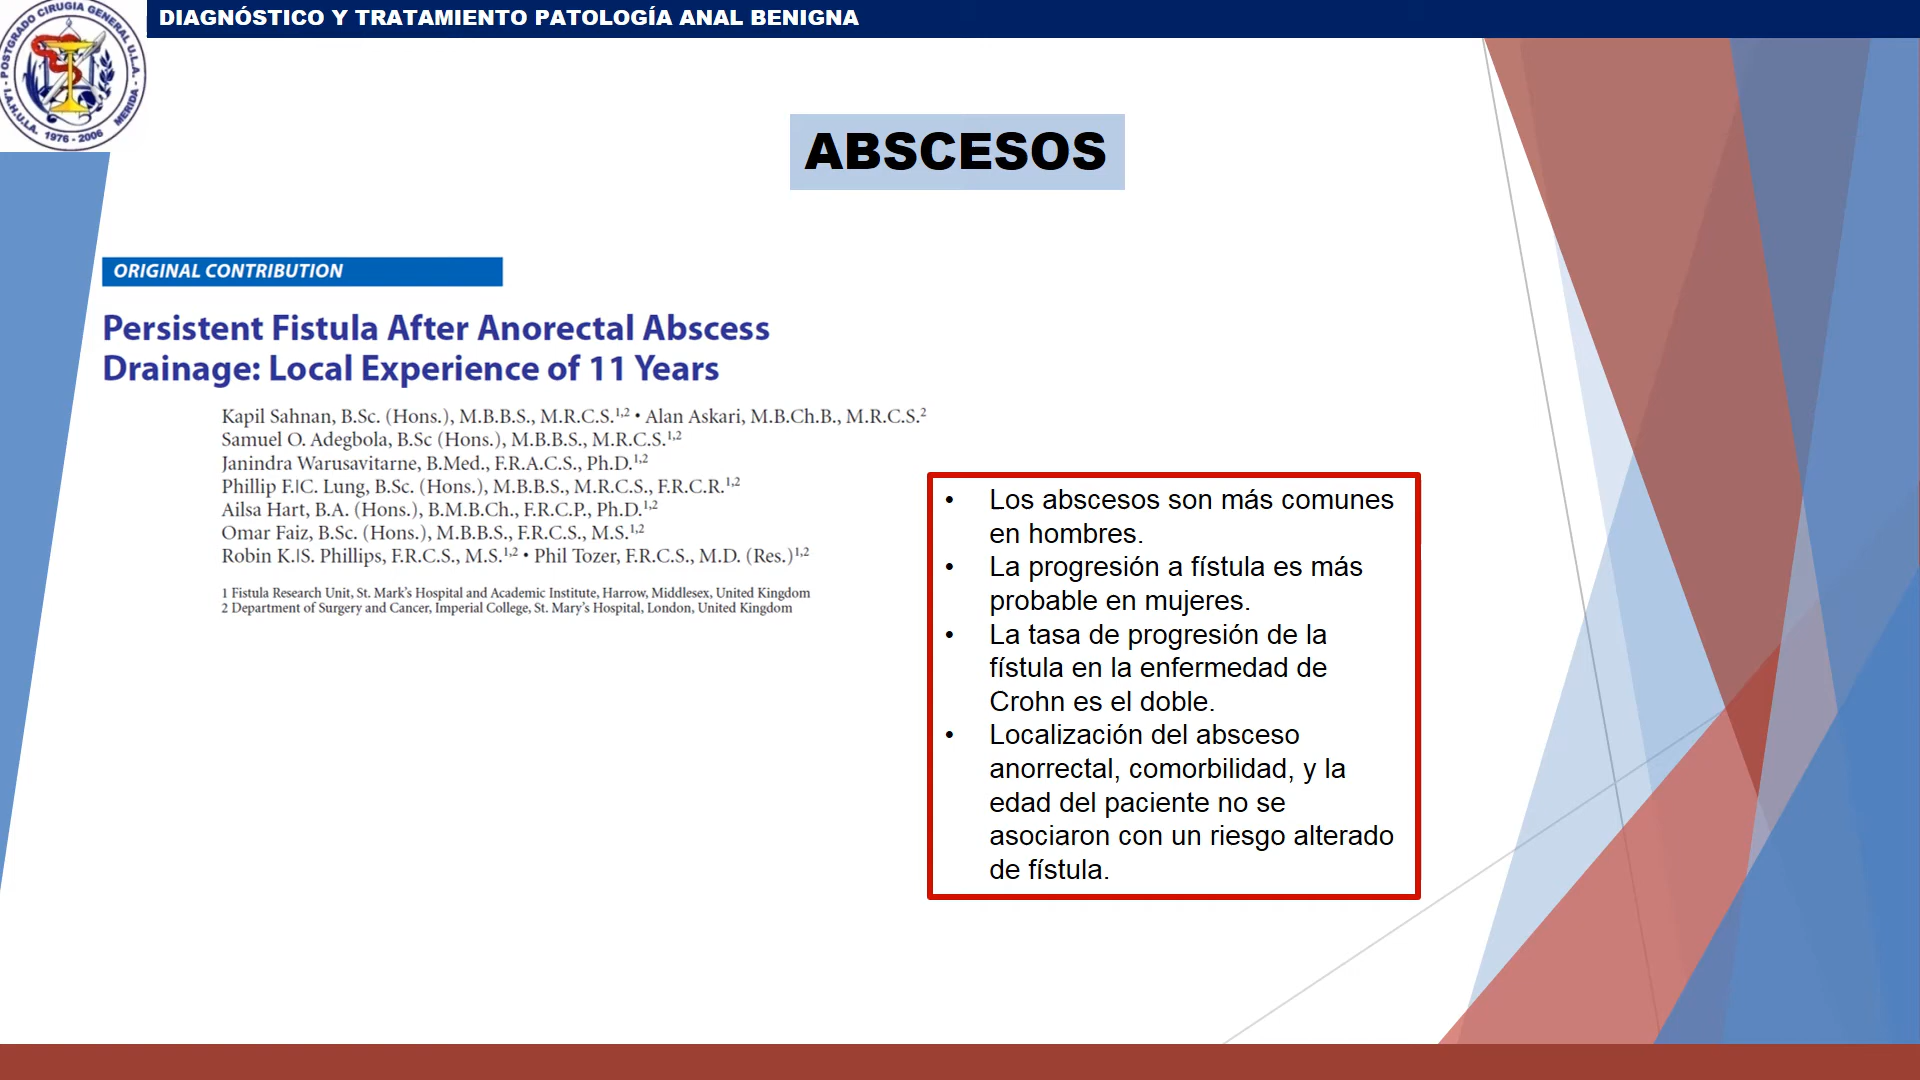 DIAGNÓSTICO Y TRATAMIENTO PATOLOGÍA ANAL BENIGNA
POSTGRADO CIRUGIA GENERAL U.L.A. - MERIDA -
I.A.H.U.L.A.
1976 - 2006
ABSCESOS
ORIGINAL CONTRIBUTION
Persistent Fistula After Anorectal Abscess
Drainage: Local Experience of 11 Years
Kapil Sahnan, B.Sc. (Hons.), M.B.B.S., M.R.C.S.1,2 • Alan Askari, M.B.Ch.B., M.R.C.S.2
Samuel O. Adegbola, B.Sc (Hons.), M.B.B.S., M.R.C.S.1,2
Janindra Warusavitarne, B.Med., F.R.A.C.S., Ph.D.1,2
Phillip F.|C. Lung, B.Sc. (Hons.), M.B.B.S., M.R.C.S., F.R.C.R.1,2
Ailsa Hart, B.A. (Hons.), B.M.B.Ch., F.R.C.P., Ph.D.1,2
Omar Faiz, B.Sc. (Hons.), M.B.B.S., F.R.C.S., M.S.1,2
Robin K.|S. Phillips, F.R.C.S., M.S.1,2 • Phil Tozer, F.R.C.S., M.D. (Res.)1,2
1 Fistula Research Unit, St. Mark's Hospital and Academic Institute, Harrow, Middlesex, United Kingdom
2 Department of Surgery and Cancer, Imperial College, St. Mary's Hospital, London, United Kingdom
• Los abscesos son más comunes
en hombres.
• La progresión a fístula es más
probable en mujeres.
• La tasa de progresión de la
fístula en la enfermedad de
Crohn es el doble.
• Localización del absceso
anorrectal, comorbilidad, y la
edad del paciente no se
asociaron con un riesgo alterado
de fístula.